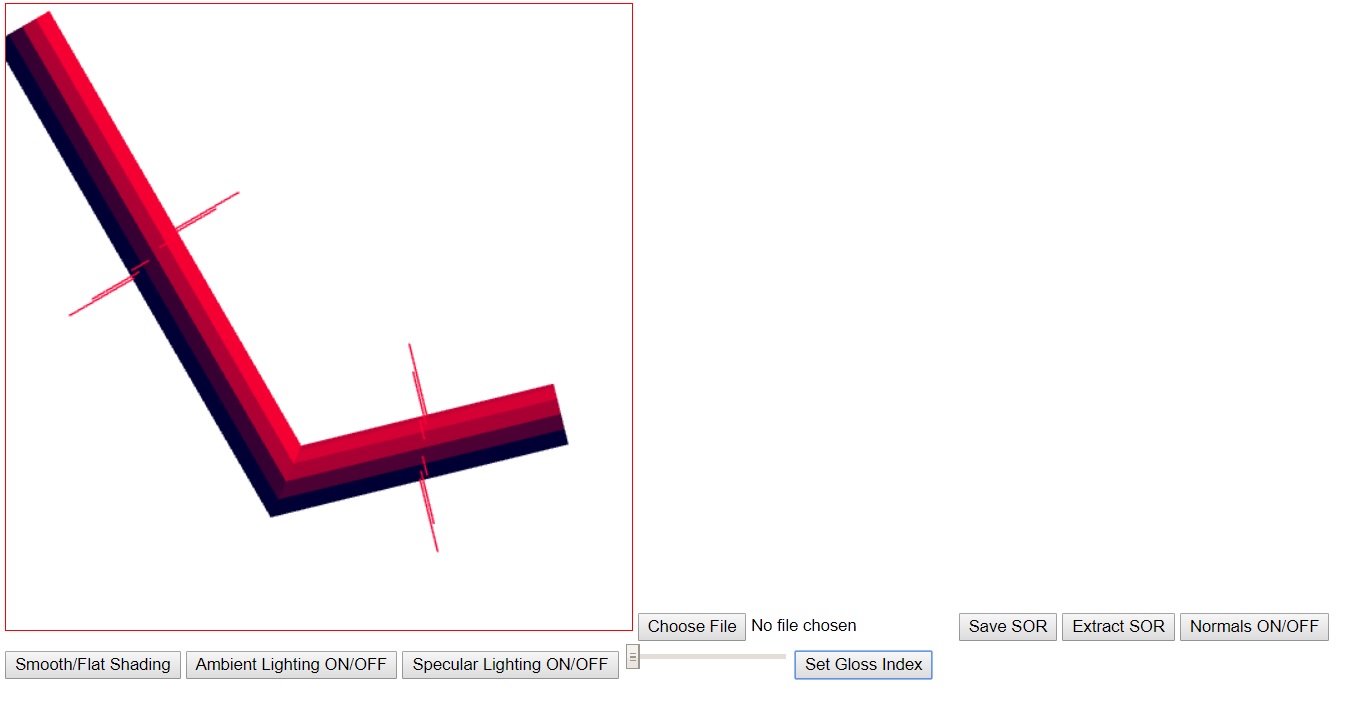 Choose File No file chosen Save SOR Extract SOR Normals ON/OFF
Smooth/Flat Shading Ambient Lighting ON/OFF Specular Lighting ON/OFF Set Gloss Index